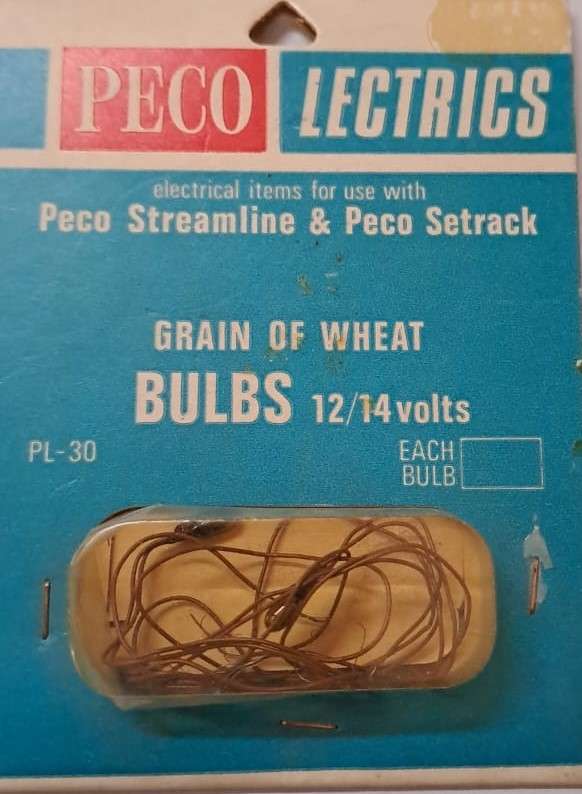 PECO LECTRICS
electrical items for use with
Peco Streamline & Peco Setrack
GRAIN OF WHEAT
BULBS 12/14 volts
PL-30
EACH
BULB